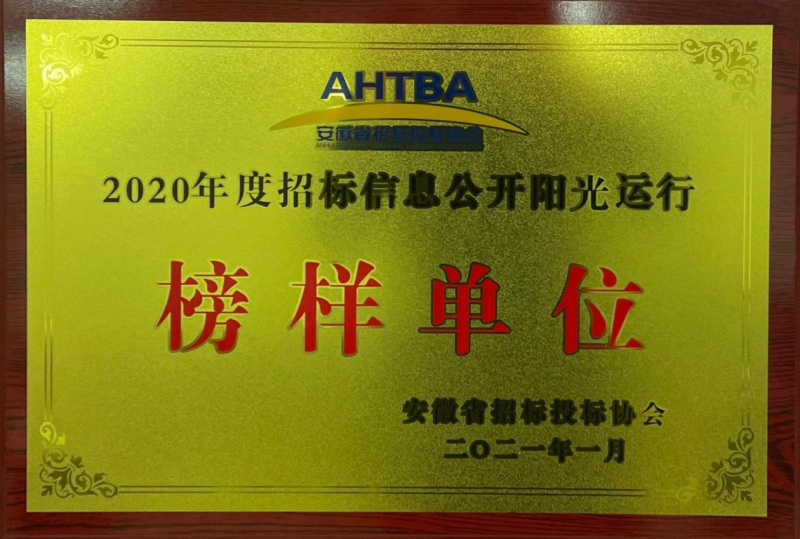 AHTBA
安徽省招标投标协会
2020年度招标信息公开阳光运行
榜样单位
安徽省招标投标协会
二〇二一年一月